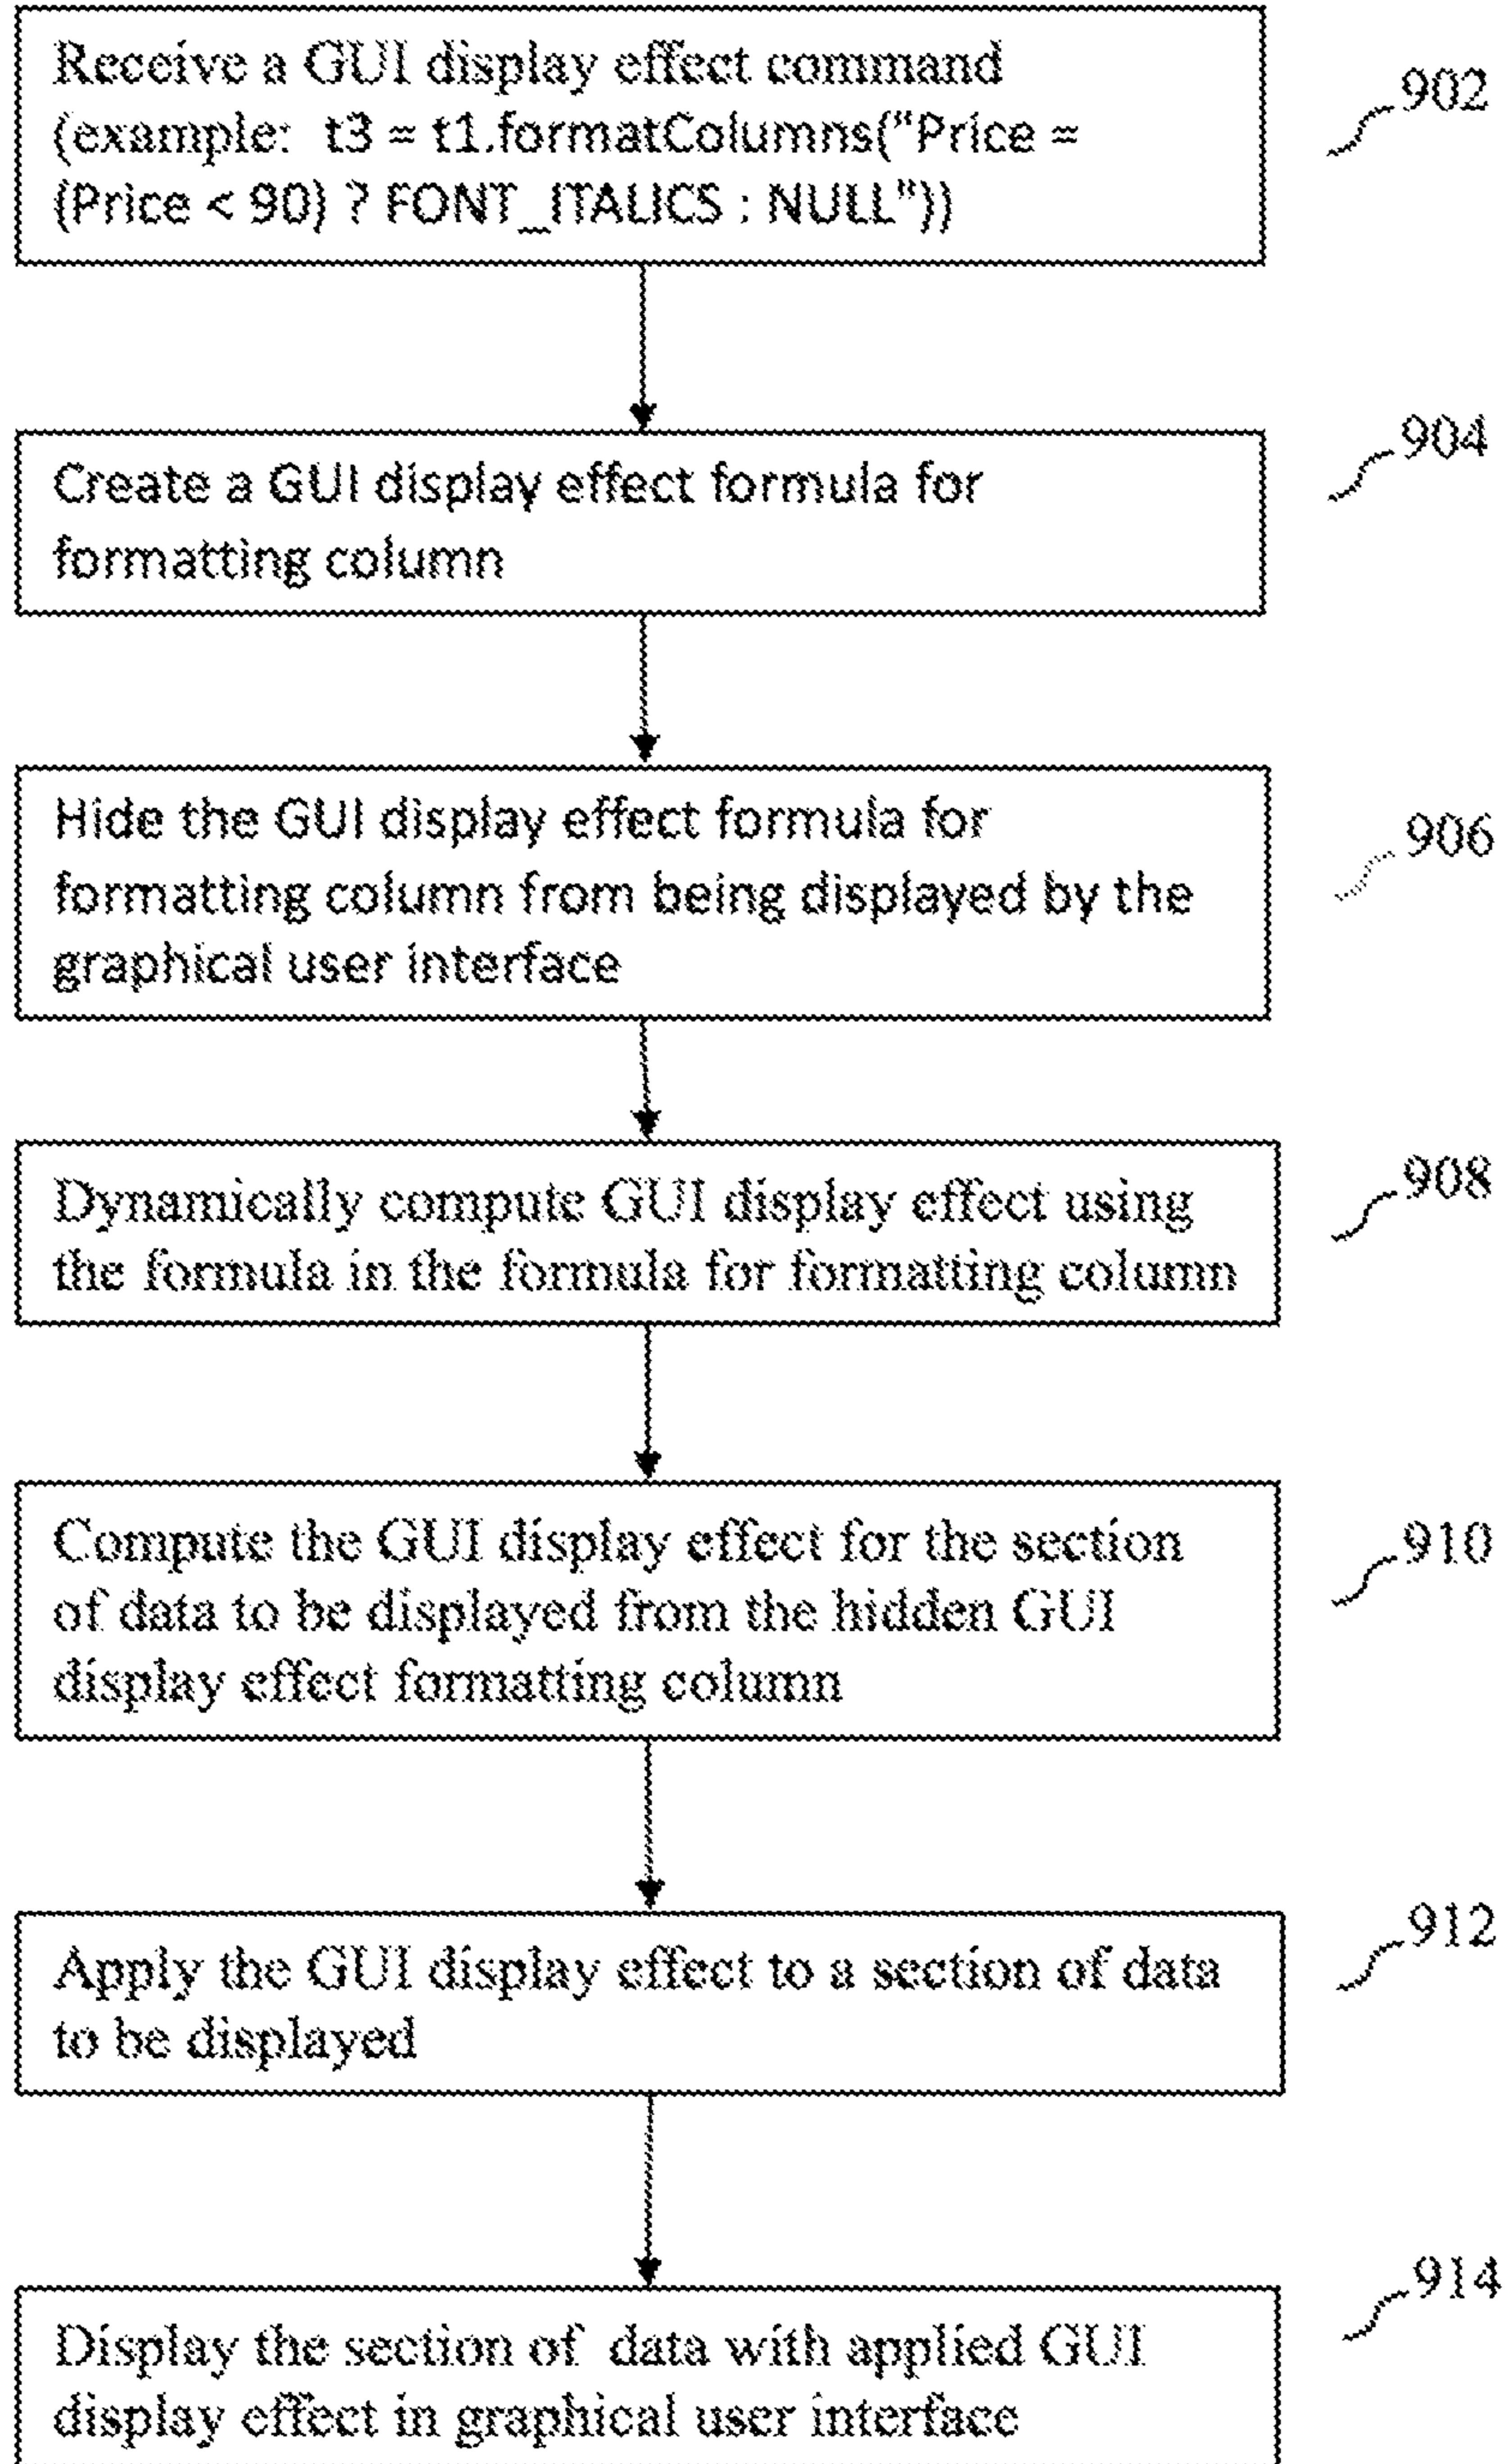 Receive a GUI display effect command
(example:  t3 = t1.formatColumns("Price =
(Price < 90) ? FONT_ITALICS : NULL"))
902
Create a GUI display effect formula for
formatting column
904
Hide the GUI display effect formula for
formatting column from being displayed by the
graphical user interface
906
Dynamically compute GUI display effect using
the formula in the formula for formatting column
908
Compute the GUI display effect for the section
of data to be displayed from the hidden GUI
display effect formatting column
910
Apply the GUI display effect to a section of data
to be displayed
912
Display the section of  data with applied GUI
display effect in graphical user interface
914